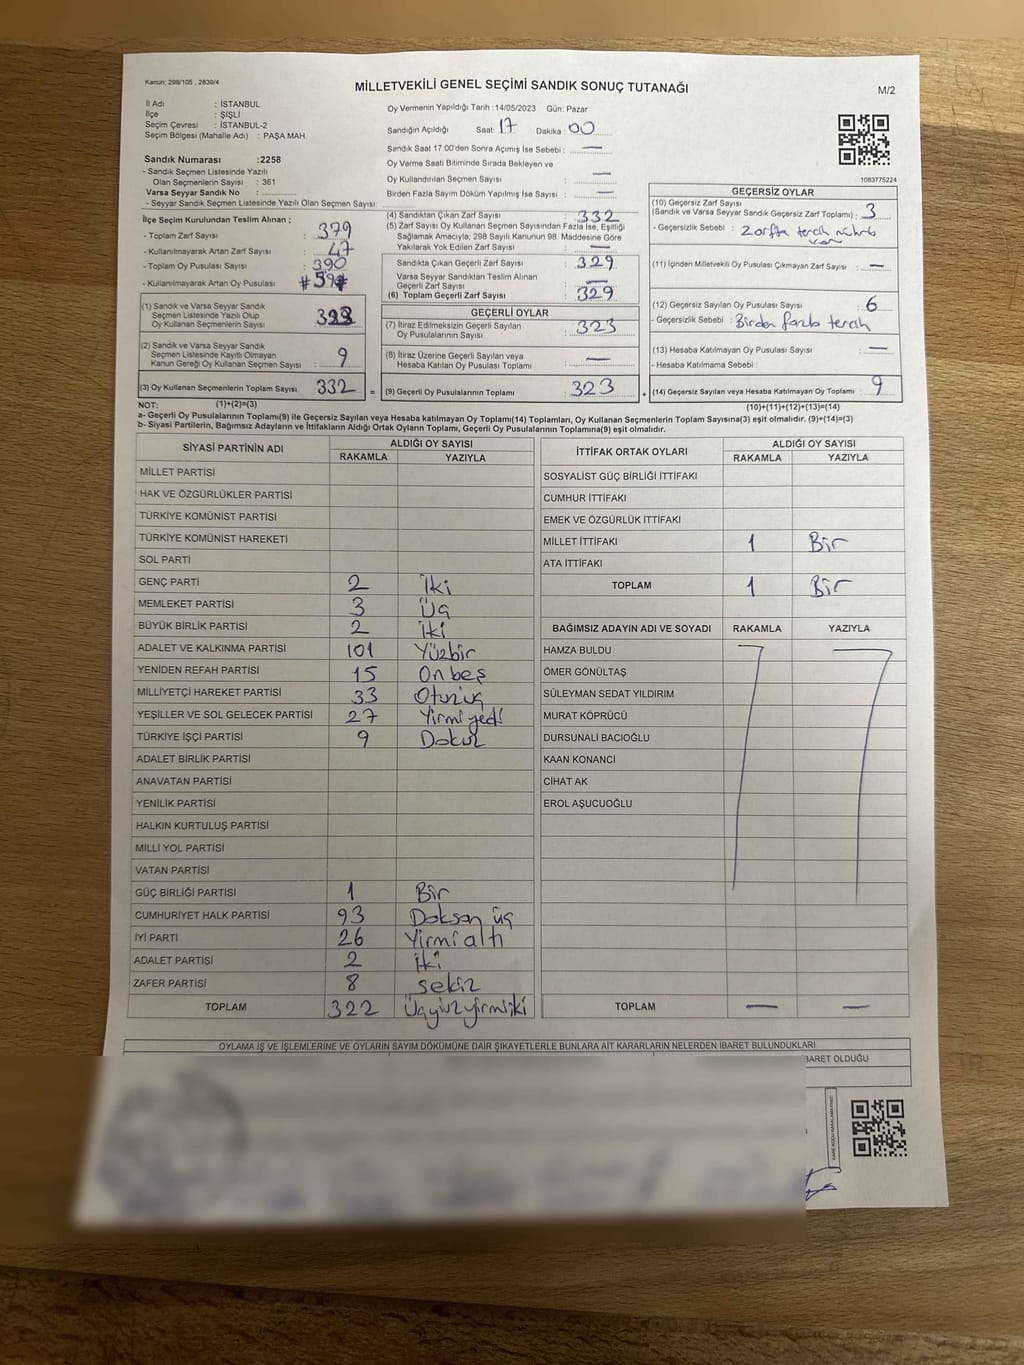 Kanun; 298/105 , 2839/4
MİLLETVEKİLİ GENEL SEÇİMİ SANDIK SONUÇ TUTANAĞI
M/2
İl Adı : İSTANBUL
İlçe : ŞİŞLİ
Seçim Çevresi : İSTANBUL-2
Seçim Bölgesi (Mahalle Adı) : PAŞA MAH.
Sandık Numarası :2258
- Sandık Seçmen Listesinde Yazılı
Olan Seçmenlerin Sayısı : 361
Varsa Seyyar Sandık No :
- Seyyar Sandık Seçmen Listesinde Yazılı Olan Seçmen Sayısı:
Oy Vermenin Yapıldığı Tarih :14/05/2023 Gün: Pazar
Sandığın Açıldığı Saat: 17 Dakika: 00
Sandık Saat 17:00'den Sonra Açımış İse Sebebi : —
Oy Verme Saati Bitiminde Sırada Bekleyen ve
Oy Kullandırılan Seçmen Sayısı : —
Birden Fazla Sayım Döküm Yapılmış İse Sayısı : —
1083775224
İlçe Seçim Kurulundan Teslim Alınan ;
- Toplam Zarf Sayısı : 379
- Kullanılmayarak Artan Zarf Sayısı : 47
- Toplam Oy Pusulası Sayısı : 390
- Kullanılmayarak Artan Oy Pusulası :
(1) Sandık ve Varsa Seyyar Sandık
Seçmen Listesinde Yazılı Olup
Oy Kullanan Seçmenlerin Sayısı :
(2) Sandık ve Varsa Seyyar Sandık
Seçmen Listesinde Kayıtlı Olmayan
Kanun Gereği Oy Kullanan Seçmen Sayısı : 9
(3) Oy Kullanan Seçmenlerin Toplam Sayısı : 332
(4) Sandıktan Çıkan Zarf Sayısı : 332
(5) Zarf Sayısı Oy Kullanan Seçmen Sayısından Fazla İse, Eşitliği
Sağlamak Amacıyla, 298 Sayılı Kanunun 98. Maddesine Göre
Yakılarak Yok Edilen Zarf Sayısı : —
Sandıkta Çıkan Geçerli Zarf Sayısı : 329
Varsa Seyyar Sandıktan Teslim Alınan
Geçerli Zarf Sayısı : —
(6) Toplam Geçerli Zarf Sayısı : 329
GEÇERLİ OYLAR
(7) İtiraz Edilmeksizin Geçerli Sayılan
Oy Pusulalarının Sayısı : 323
(8) İtiraz Üzerine Geçerli Sayılan veya
Hesaba Katılan Oy Pusulası Toplamı : —
= (9) Geçerli Oy Pusulalarının Toplamı : 323
GEÇERSİZ OYLAR
(10) Geçersiz Zarf Sayısı
(Sandık ve Varsa Seyyar Sandık Geçersiz Zarf Toplamı) : 3
- Geçersizlik Sebebi : Zarfta tercih mührü
var
(11) İçinden Milletvekili Oy Pusulası Çıkmayan Zarf Sayısı : —
(12) Geçersiz Sayılan Oy Pusulası Sayısı : 6
- Geçersizlik Sebebi : Birden fazla tercih
(13) Hesaba Katılmayan Oy Pusulası Sayısı : —
- Hesaba Katılmama Sebebi :
+ (14) Geçersiz Sayılan veya Hesaba Katılmayan Oy Toplamı : 9
NOT: (1)+(2)=(3) (10)+(11)+(12)+(13)=(14)
a- Geçerli Oy Pusulalarının Toplamı(9) ile Geçersiz Sayılan veya Hesaba katılmayan Oy Toplamı(14) Toplamları, Oy Kullanan Seçmenlerin Toplam Sayısına(3) eşit olmalıdır. (9)+(14)=(3)
b- Siyasi Partilerin, Bağımsız Adayların ve İttifakların Aldığı Ortak Oyların Toplamı, Geçerli Oy Pusulalarının Toplamına(9) eşit olmalıdır.
SİYASİ PARTİNİN ADI ALDIĞI OY SAYISI
RAKAMLA YAZIYLA
MİLLET PARTİSİ
HAK VE ÖZGÜRLÜKLER PARTİSİ
TÜRKİYE KOMÜNİST PARTİSİ
TÜRKİYE KOMÜNİST HAREKETİ
SOL PARTİ
GENÇ PARTİ 2 İki
MEMLEKET PARTİSİ 3 Üç
BÜYÜK BİRLİK PARTİSİ 2 İki
ADALET VE KALKINMA PARTİSİ 101 Yüzbir
YENİDEN REFAH PARTİSİ 15 Onbeş
MİLLİYETÇİ HAREKET PARTİSİ 33 Otuzüç
YEŞİLLER VE SOL GELECEK PARTİSİ 27 Yirmi yedi
TÜRKİYE İŞÇİ PARTİSİ 9 Dokuz
ADALET BİRLİK PARTİSİ
ANAVATAN PARTİSİ
YENİLİK PARTİSİ
HALKIN KURTULUŞ PARTİSİ
MİLLİ YOL PARTİSİ
VATAN PARTİSİ
GÜÇ BİRLİĞİ PARTİSİ 1 Bir
CUMHURİYET HALK PARTİSİ 93 Doksan üç
İYİ PARTİ 26 Yirmi altı
ADALET PARTİSİ 2 İki
ZAFER PARTİSİ 8 sekiz
TOPLAM 322 Üçyüzyirmiiki
İTTİFAK ORTAK OYLARI ALDIĞI OY SAYISI
RAKAMLA YAZIYLA
SOSYALİST GÜÇ BİRLİĞİ İTTİFAKI
CUMHUR İTTİFAKI
EMEK VE ÖZGÜRLÜK İTTİFAKI
MİLLET İTTİFAKI 1 Bir
ATA İTTİFAKI
TOPLAM 1 Bir
BAĞIMSIZ ADAYIN ADI VE SOYADI RAKAMLA YAZIYLA
HAMZA BULDU
ÖMER GÖNÜLTAŞ
SÜLEYMAN SEDAT YILDIRIM
MURAT KÖPRÜCÜ
DURSUNALİ BACIOĞLU
KAAN KONANCİ
CİHAT AK
EROL AŞUCUOĞLU
TOPLAM — —
OYLAMA İŞ VE İŞLEMLERİNE VE OYLARIN SAYIM DÖKÜMÜNE DAİR ŞİKAYETLERLE BUNLARA AİT KARARLARIN NELERDEN İBARET BULUNDUKLARI
İBARET OLDUĞU
KARE KODU KARALAMAYINIZ